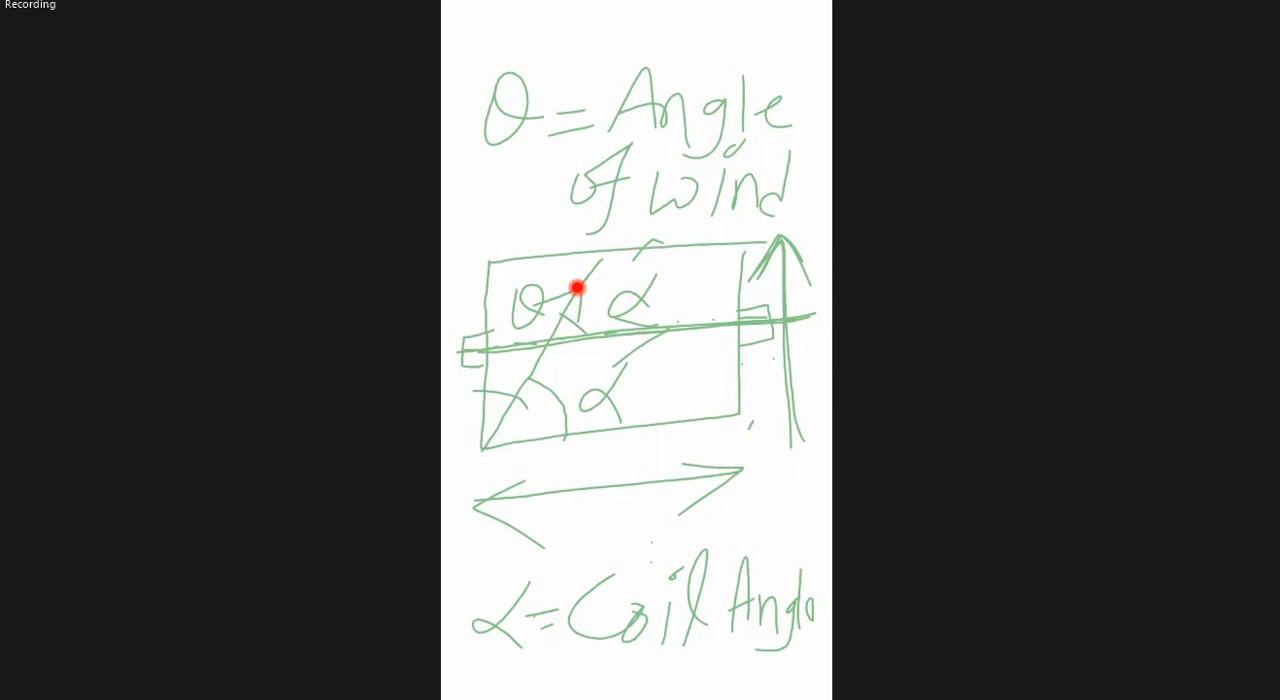 Recording
θ = Angle
of wind
θ α
α
α = Coil Angle